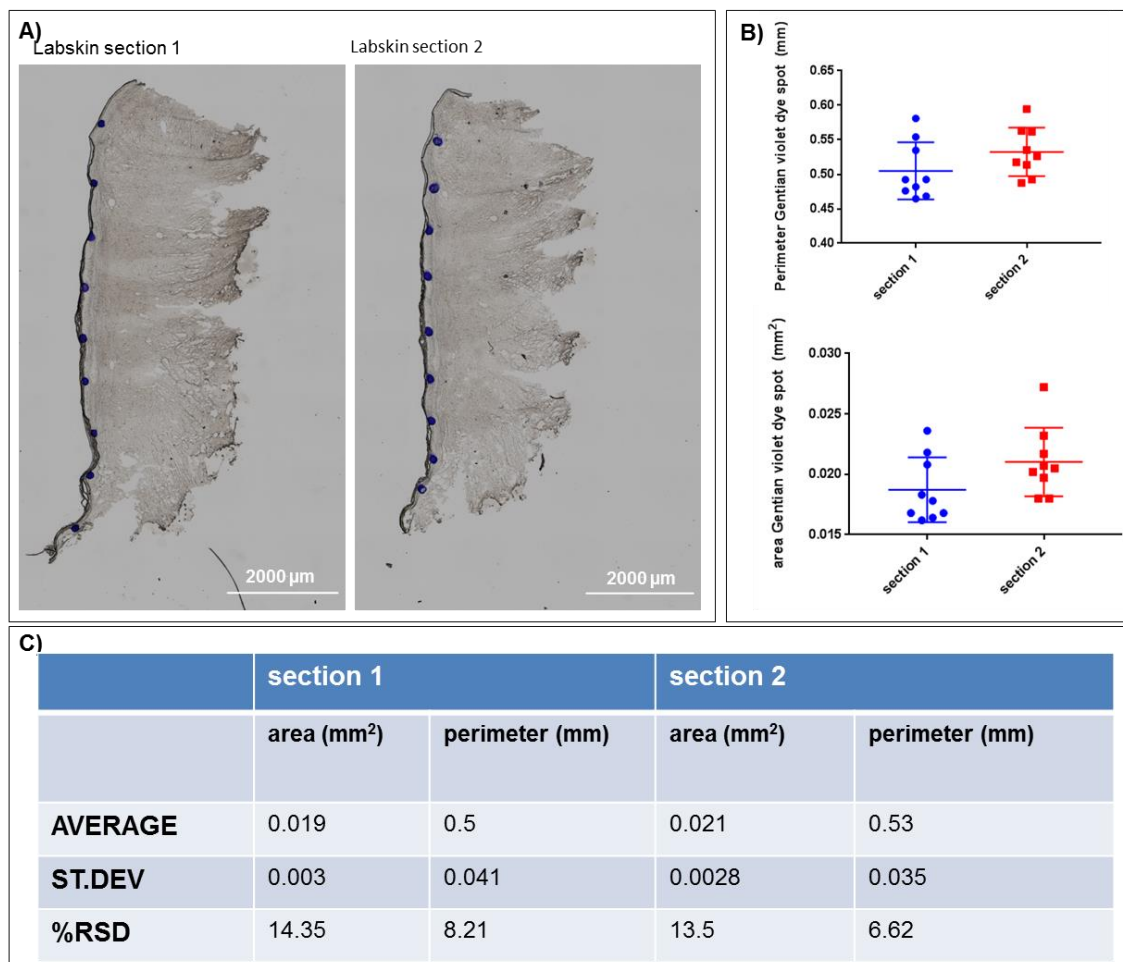 A)
Labskin section 1
Labskin section 2
2000 µm
2000 µm
B)
Perimeter Gentian violet dye spot (mm)
0.65
0.60
0.55
0.50
0.45
0.40
section 1
section 2
area Gentian violet dye spot (mm²)
0.030
0.025
0.020
0.015
section 1
section 2
C)
section 1 section 2
area (mm²) perimeter (mm) area (mm²) perimeter (mm)
AVERAGE 0.019 0.5 0.021 0.53
ST.DEV 0.003 0.041 0.0028 0.035
%RSD 14.35 8.21 13.5 6.62